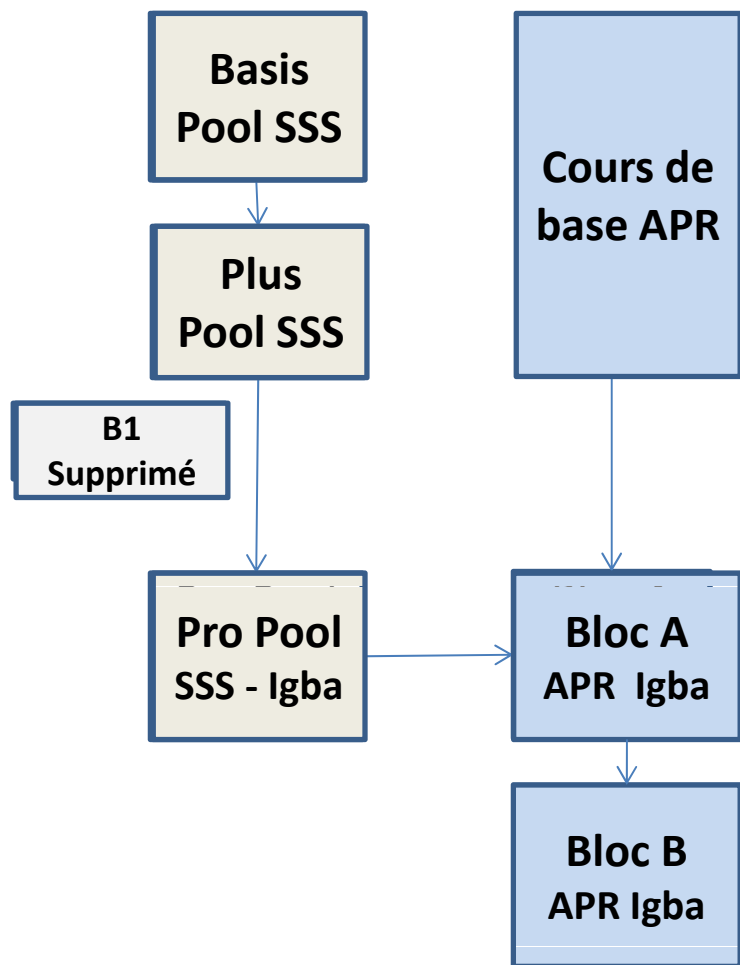 Basis
Pool SSS
Cours de
base APR
Plus
Pool SSS
B1
Supprimé
Pro Pool
SSS - Igba
Bloc A
APR Igba
Bloc B
APR Igba